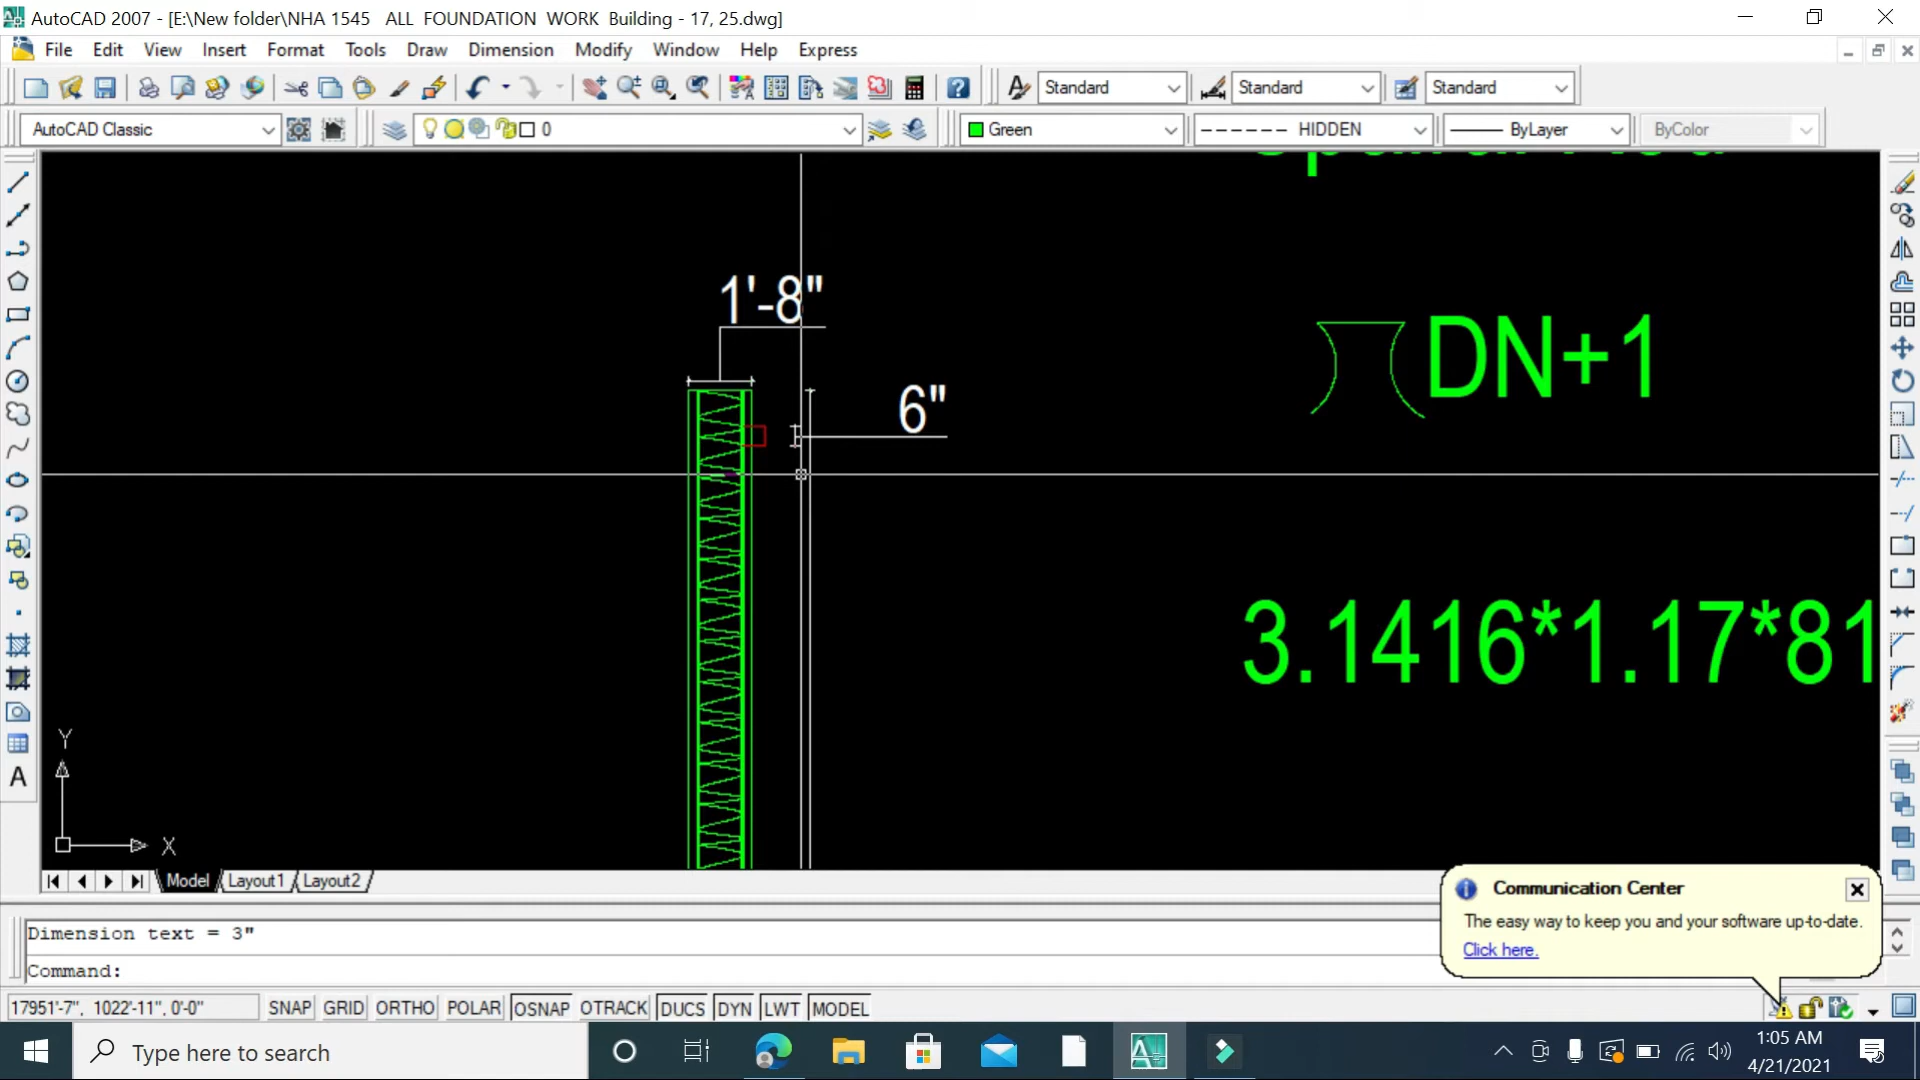 AutoCAD 2007 - [E:\New folder\NHA 1545 ALL FOUNDATION WORK Building - 17, 25.dwg]
File Edit View Insert Format Tools Draw Dimension Modify Window Help Express
Standard Standard Standard
AutoCAD Classic 0 Green HIDDEN ByLayer ByColor
1'-8"
6"
DN+1
3.1416*1.17*81
Y
X
A
Model Layout1 Layout2
Communication Center
The easy way to keep you and your software up-to-date.
Click here.
Dimension text = 3"
Command:
17951'-7", 1022'-11", 0'-0" SNAP GRID ORTHO POLAR OSNAP OTRACK DUCS DYN LWT MODEL
Type here to search
1:05 AM
4/21/2021